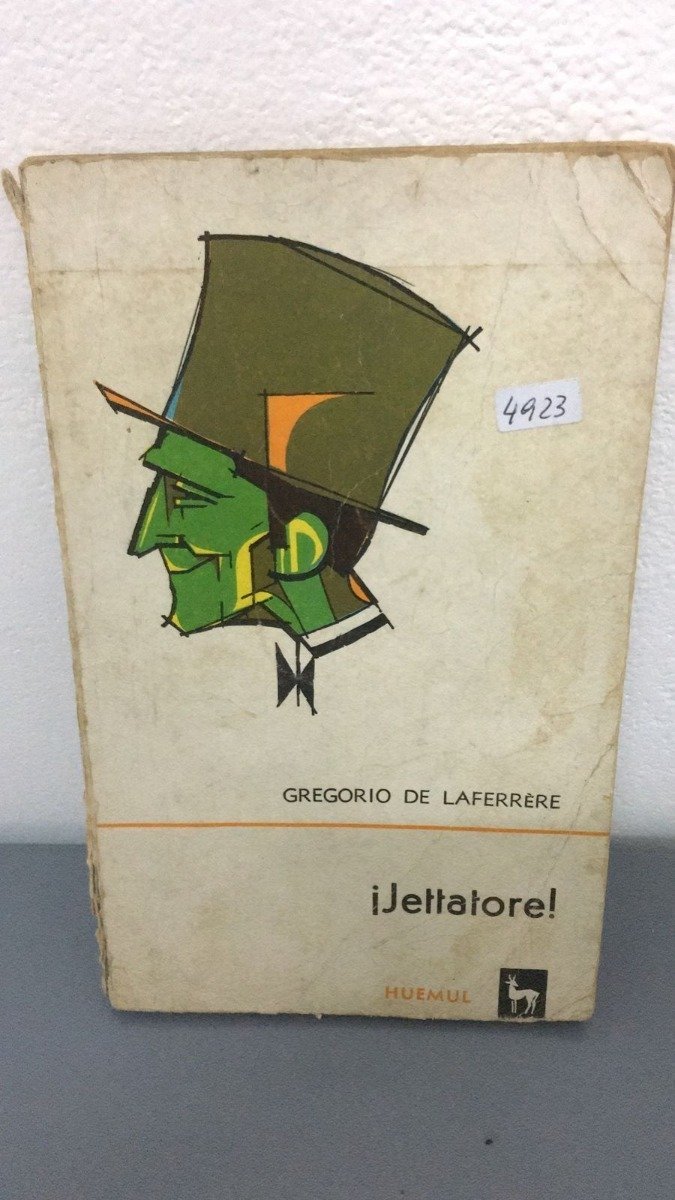 4923
GREGORIO DE LAFERRÈRE
¡Jettatore!
HUEMUL